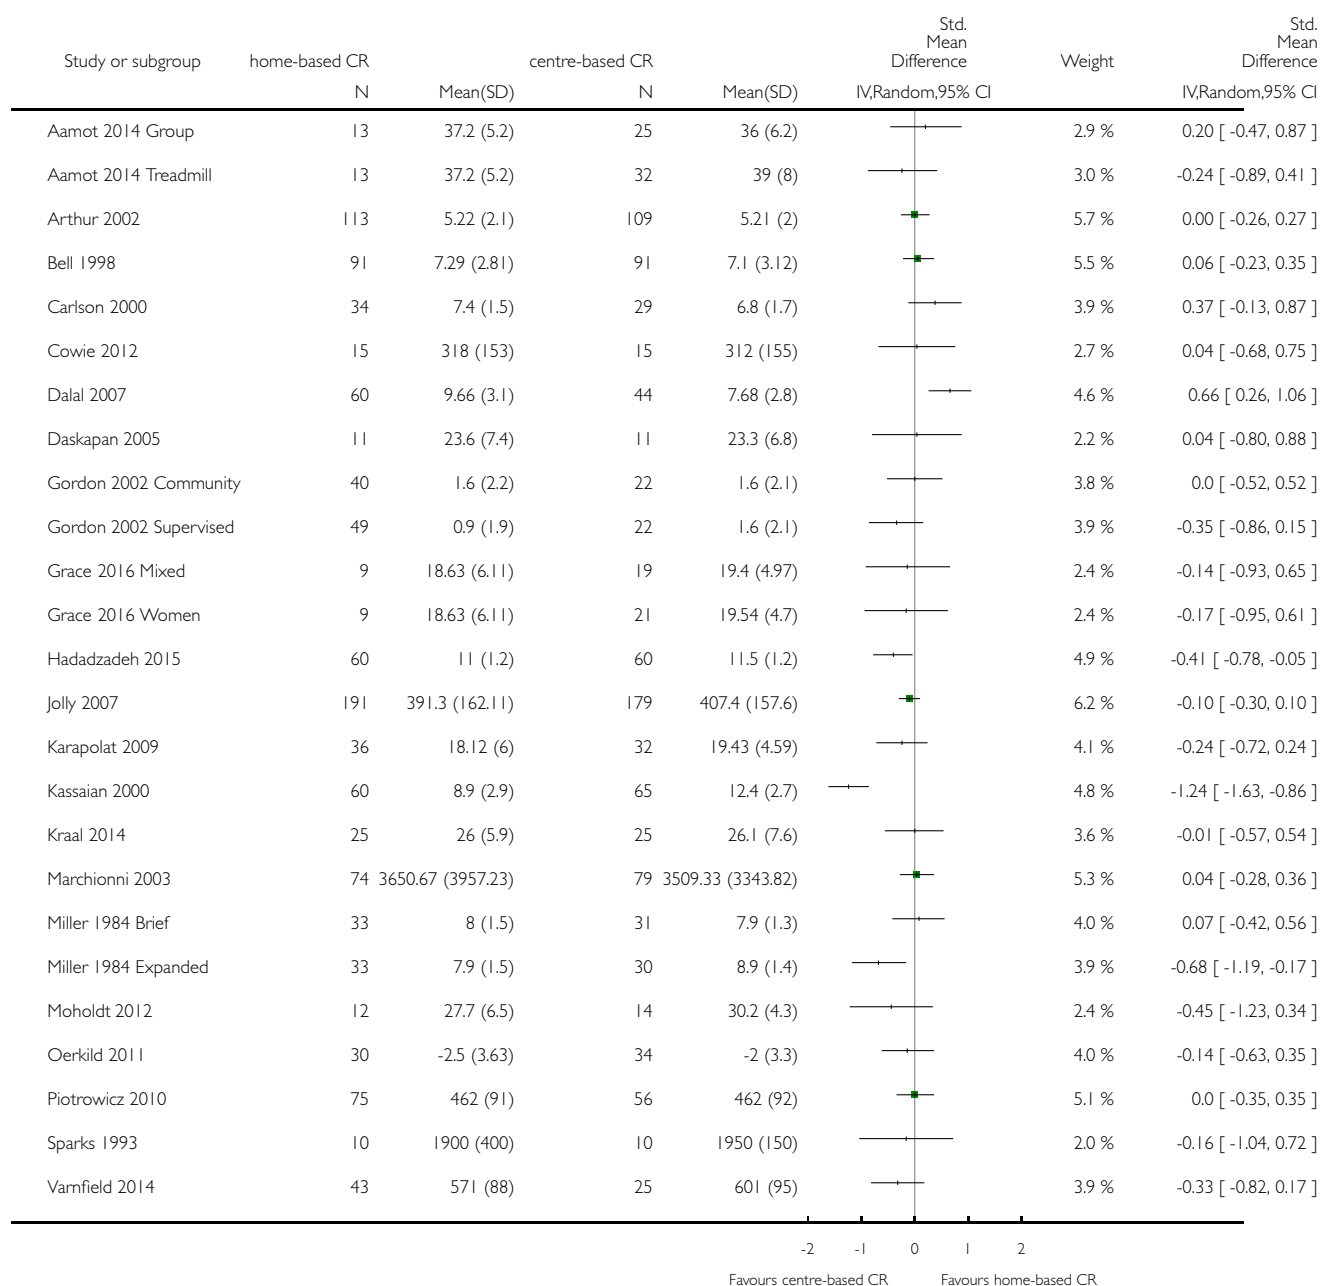 Std.
Mean
Difference
Std.
Mean
Difference
Study or subgroup home-based CR centre-based CR Weight
N Mean(SD) N Mean(SD) IV,Random,95% CI IV,Random,95% CI
Aamot 2014 Group 13 37.2 (5.2) 25 36 (6.2) 2.9 % 0.20 [ -0.47, 0.87 ]
Aamot 2014 Treadmill 13 37.2 (5.2) 32 39 (8) 3.0 % -0.24 [ -0.89, 0.41 ]
Arthur 2002 113 5.22 (2.1) 109 5.21 (2) 5.7 % 0.00 [ -0.26, 0.27 ]
Bell 1998 91 7.29 (2.81) 91 7.1 (3.12) 5.5 % 0.06 [ -0.23, 0.35 ]
Carlson 2000 34 7.4 (1.5) 29 6.8 (1.7) 3.9 % 0.37 [ -0.13, 0.87 ]
Cowie 2012 15 318 (153) 15 312 (155) 2.7 % 0.04 [ -0.68, 0.75 ]
Dalal 2007 60 9.66 (3.1) 44 7.68 (2.8) 4.6 % 0.66 [ 0.26, 1.06 ]
Daskapan 2005 11 23.6 (7.4) 11 23.3 (6.8) 2.2 % 0.04 [ -0.80, 0.88 ]
Gordon 2002 Community 40 1.6 (2.2) 22 1.6 (2.1) 3.8 % 0.0 [ -0.52, 0.52 ]
Gordon 2002 Supervised 49 0.9 (1.9) 22 1.6 (2.1) 3.9 % -0.35 [ -0.86, 0.15 ]
Grace 2016 Mixed 9 18.63 (6.11) 19 19.4 (4.97) 2.4 % -0.14 [ -0.93, 0.65 ]
Grace 2016 Women 9 18.63 (6.11) 21 19.54 (4.7) 2.4 % -0.17 [ -0.95, 0.61 ]
Hadadzadeh 2015 60 11 (1.2) 60 11.5 (1.2) 4.9 % -0.41 [ -0.78, -0.05 ]
Jolly 2007 191 391.3 (162.11) 179 407.4 (157.6) 6.2 % -0.10 [ -0.30, 0.10 ]
Karapolat 2009 36 18.12 (6) 32 19.43 (4.59) 4.1 % -0.24 [ -0.72, 0.24 ]
Kassaian 2000 60 8.9 (2.9) 65 12.4 (2.7) 4.8 % -1.24 [ -1.63, -0.86 ]
Kraal 2014 25 26 (5.9) 25 26.1 (7.6) 3.6 % -0.01 [ -0.57, 0.54 ]
Marchionni 2003 74 3650.67 (3957.23) 79 3509.33 (3343.82) 5.3 % 0.04 [ -0.28, 0.36 ]
Miller 1984 Brief 33 8 (1.5) 31 7.9 (1.3) 4.0 % 0.07 [ -0.42, 0.56 ]
Miller 1984 Expanded 33 7.9 (1.5) 30 8.9 (1.4) 3.9 % -0.68 [ -1.19, -0.17 ]
Moholdt 2012 12 27.7 (6.5) 14 30.2 (4.3) 2.4 % -0.45 [ -1.23, 0.34 ]
Oerkild 2011 30 -2.5 (3.63) 34 -2 (3.3) 4.0 % -0.14 [ -0.63, 0.35 ]
Piotrowicz 2010 75 462 (91) 56 462 (92) 5.1 % 0.0 [ -0.35, 0.35 ]
Sparks 1993 10 1900 (400) 10 1950 (150) 2.0 % -0.16 [ -1.04, 0.72 ]
Varnfield 2014 43 571 (88) 25 601 (95) 3.9 % -0.33 [ -0.82, 0.17 ]
-2 -1 0 1 2
Favours centre-based CR Favours home-based CR